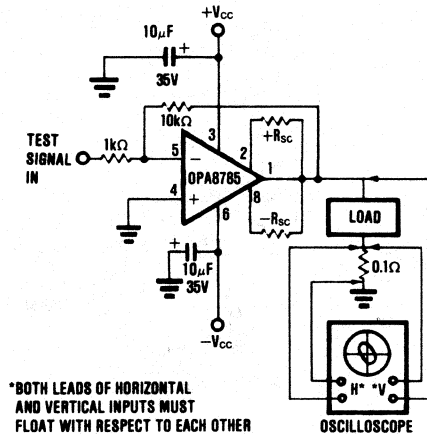 +VCC
10µF
+
35V
10kΩ
TEST
SIGNAL
IN
1kΩ
3
2
+RSC
5
−
OPA8785
1
4
+
8
−RSC
6
LOAD
0.1Ω
+
10µF
35V
−VCC
H* *V
*BOTH LEADS OF HORIZONTAL
AND VERTICAL INPUTS MUST
FLOAT WITH RESPECT TO EACH OTHER
OSCILLOSCOPE